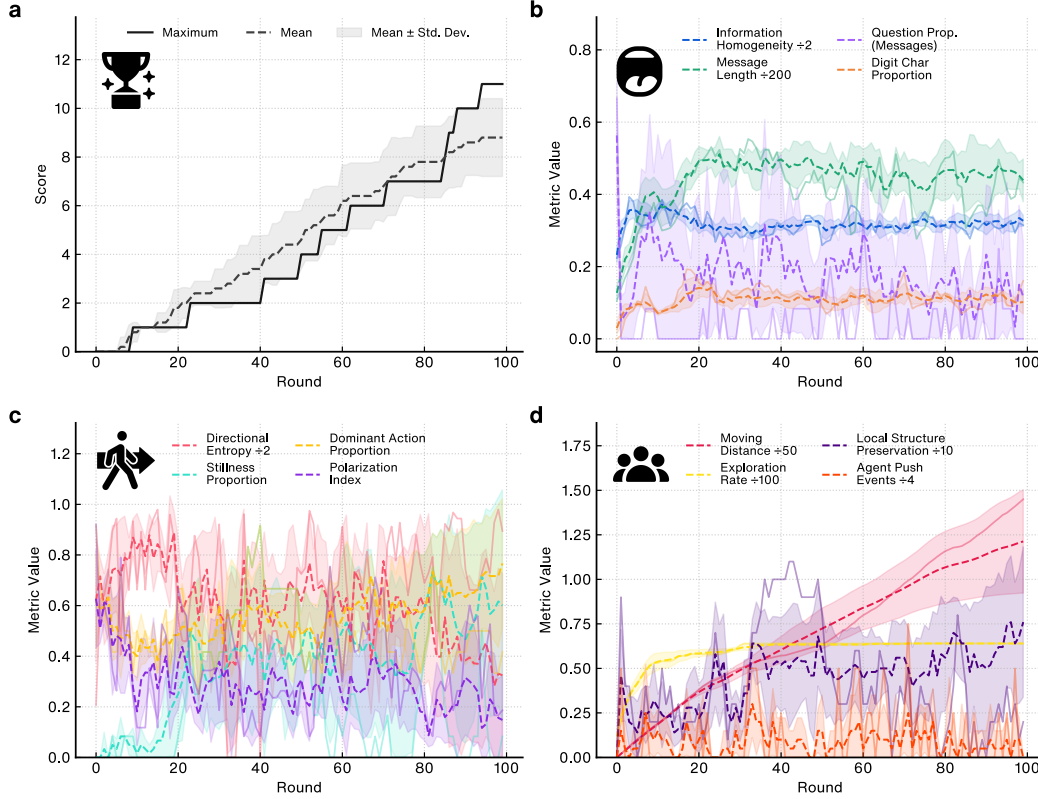 a
Maximum
Mean
Mean ± Std. Dev.
12
10
8
6
4
2
0
Score
0
20
40
60
80
100
Round
b
Information
Homogeneity ÷2
Message
Length ÷200
Question Prop.
(Messages)
Digit Char
Proportion
0.8
0.6
0.4
0.2
0.0
Metric Value
0
20
40
60
80
100
Round
c
Directional
Entropy ÷2
Stillness
Proportion
Dominant Action
Proportion
Polarization
Index
1.2
1.0
0.8
0.6
0.4
0.2
0.0
Metric Value
0
20
40
60
80
100
Round
d
Moving
Distance ÷50
Exploration
Rate ÷100
Local Structure
Preservation ÷10
Agent Push
Events ÷4
1.75
1.50
1.25
1.00
0.75
0.50
0.25
0.00
Metric Value
0
20
40
60
80
100
Round